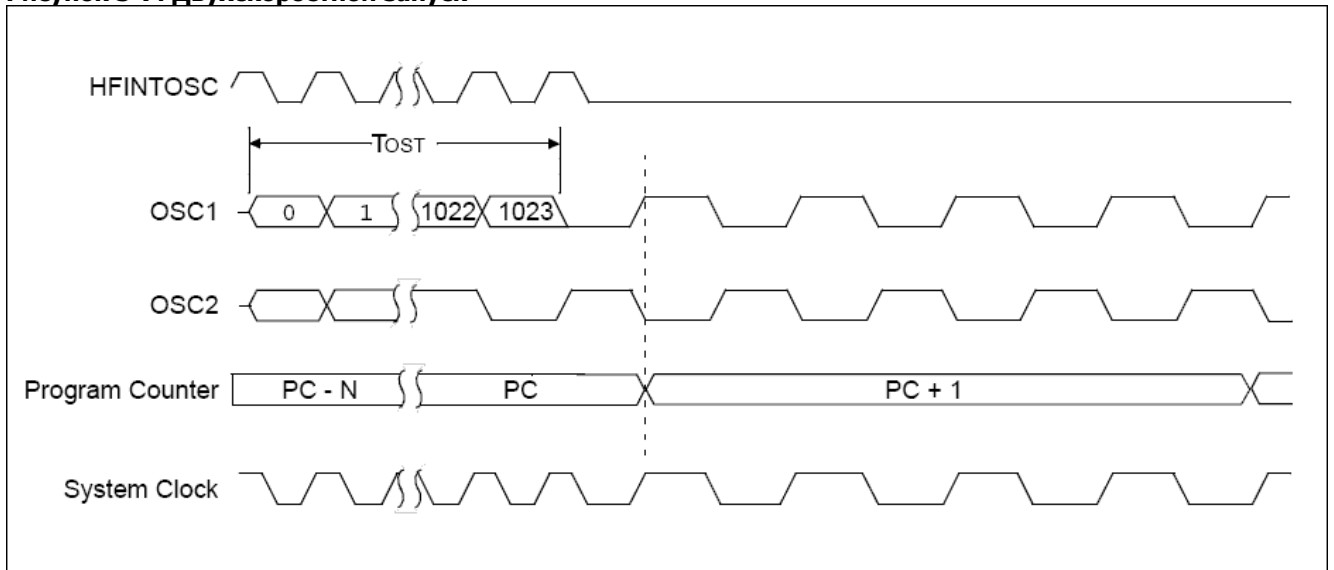 HFINTOSC
TOST
OSC1 0 1 1022 1023
OSC2
Program Counter PC - N PC PC + 1
System Clock